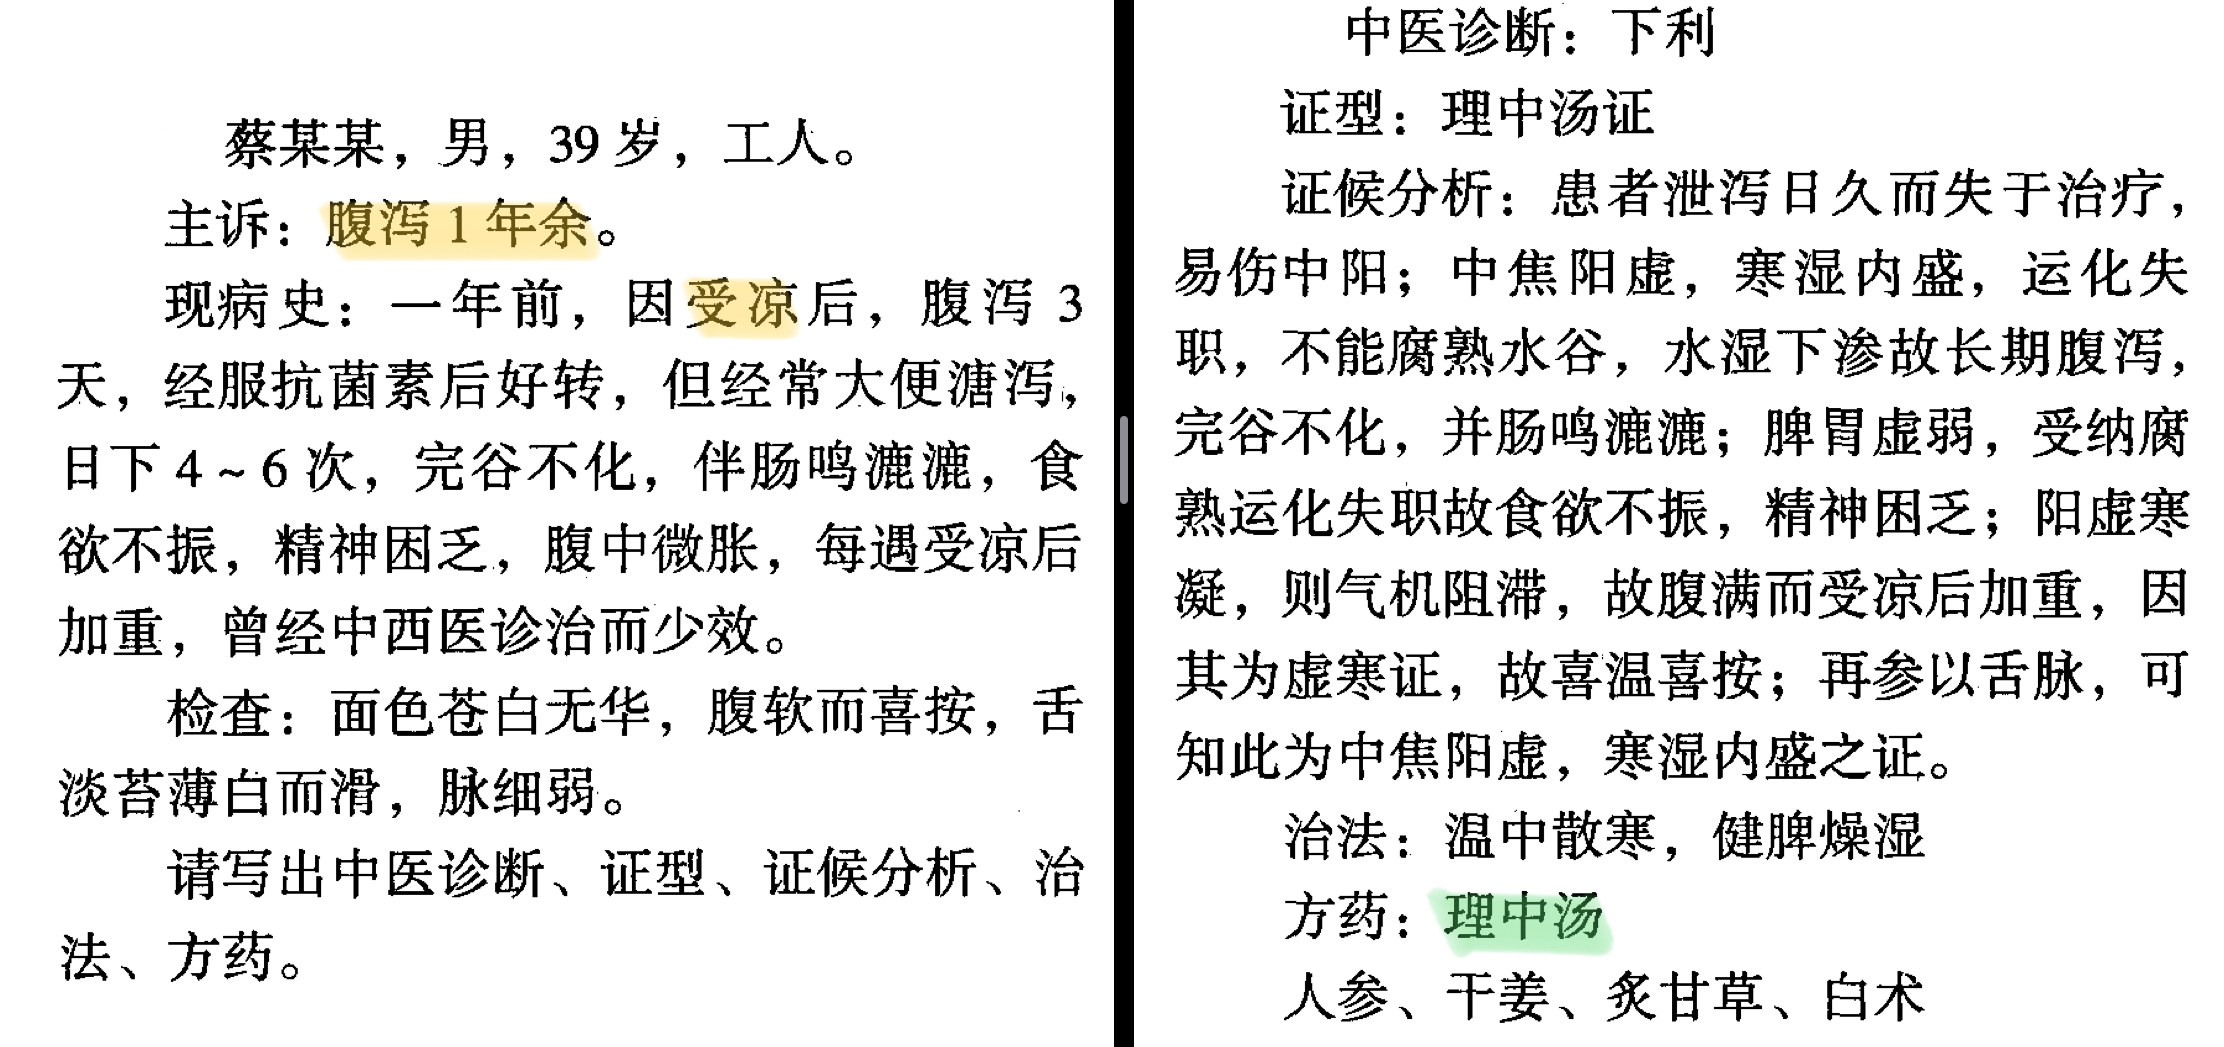 蔡某某，男，39岁，工人。
主诉：腹泻1年余。
现病史：一年前，因受凉后，腹泻3
天，经服抗菌素后好转，但经常大便溏泻，
日下4~6次，完谷不化，伴肠鸣漉漉，食
欲不振，精神困乏，腹中微胀，每遇受凉后
加重，曾经中西医诊治而少效。
检查：面色苍白无华，腹软而喜按，舌
淡苔薄白而滑，脉细弱。
请写出中医诊断、证型、证候分析、治
法、方药。
中医诊断：下利
证型：理中汤证
证候分析：患者泄泻日久而失于治疗，
易伤中阳；中焦阳虚，寒湿内盛，运化失
职，不能腐熟水谷，水湿下渗故长期腹泻，
完谷不化，并肠鸣漉漉；脾胃虚弱，受纳腐
熟运化失职故食欲不振，精神困乏；阳虚寒
凝，则气机阻滞，故腹满而受凉后加重，因
其为虚寒证，故喜温喜按；再参以舌脉，可
知此为中焦阳虚，寒湿内盛之证。
治法：温中散寒，健脾燥湿
方药：理中汤
人参、干姜、炙甘草、白术